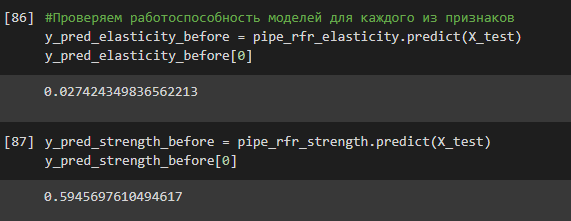 [86] #Проверяем работоспособность моделей для каждого из признаков
y_pred_elasticity_before = pipe_rfr_elasticity.predict(X_test)
y_pred_elasticity_before[0]
0.027424349836562213
[87] y_pred_strength_before = pipe_rfr_strength.predict(X_test)
y_pred_strength_before[0]
0.5945697610494617